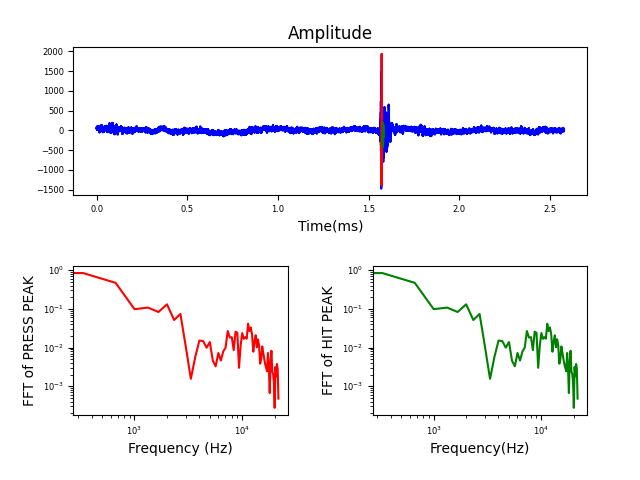 Amplitude
2000
1500
1000
500
0
−500
−1000
−1500
0.0 0.5 1.0 1.5 2.0 2.5
Time(ms)
FFT of PRESS PEAK
10⁰
10⁻¹
10⁻²
10⁻³
10³ 10⁴
Frequency (Hz)
FFT of HIT PEAK
10⁰
10⁻¹
10⁻²
10⁻³
10³ 10⁴
Frequency(Hz)